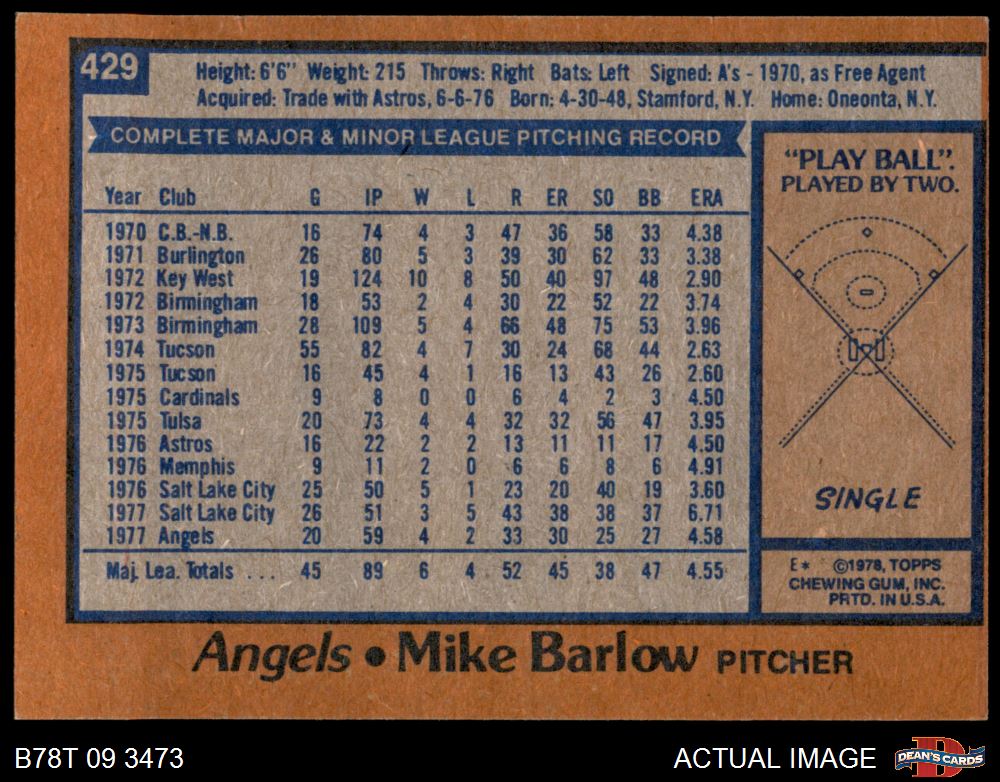 429
Height: 6'6" Weight: 215 Throws: Right Bats: Left Signed: A's - 1970, as Free Agent
Acquired: Trade with Astros, 6-6-76 Born: 4-30-48, Stamford, N.Y. Home: Oneonta, N.Y.
COMPLETE MAJOR & MINOR LEAGUE PITCHING RECORD
Year Club G IP W L R ER SO BB ERA
1970 C.B.-N.B. 16 74 4 3 47 36 58 33 4.38
1971 Burlington 26 80 5 3 39 30 62 33 3.38
1972 Key West 19 124 10 8 50 40 97 48 2.90
1972 Birmingham 18 53 2 4 30 22 52 22 3.74
1973 Birmingham 28 109 5 4 66 48 75 53 3.96
1974 Tucson 55 82 4 7 30 24 68 44 2.63
1975 Tucson 16 45 4 1 16 13 43 26 2.60
1975 Cardinals 9 8 0 0 6 4 2 3 4.50
1975 Tulsa 20 73 4 4 32 32 56 47 3.95
1976 Astros 16 22 2 2 13 11 11 17 4.50
1976 Memphis 9 11 2 0 6 6 8 6 4.91
1976 Salt Lake City 25 50 5 1 23 20 40 19 3.60
1977 Salt Lake City 26 51 3 5 43 38 38 37 6.71
1977 Angels 20 59 4 2 33 30 25 27 4.58
Maj. Lea. Totals ... 45 89 6 4 52 45 38 47 4.55
"PLAY BALL".
PLAYED BY TWO.
SINGLE
E* ©1978, TOPPS
CHEWING GUM, INC.
PRTD. IN U.S.A.
Angels • Mike Barlow PITCHER
B78T 09 3473
ACTUAL IMAGE
DEAN'S CARDS